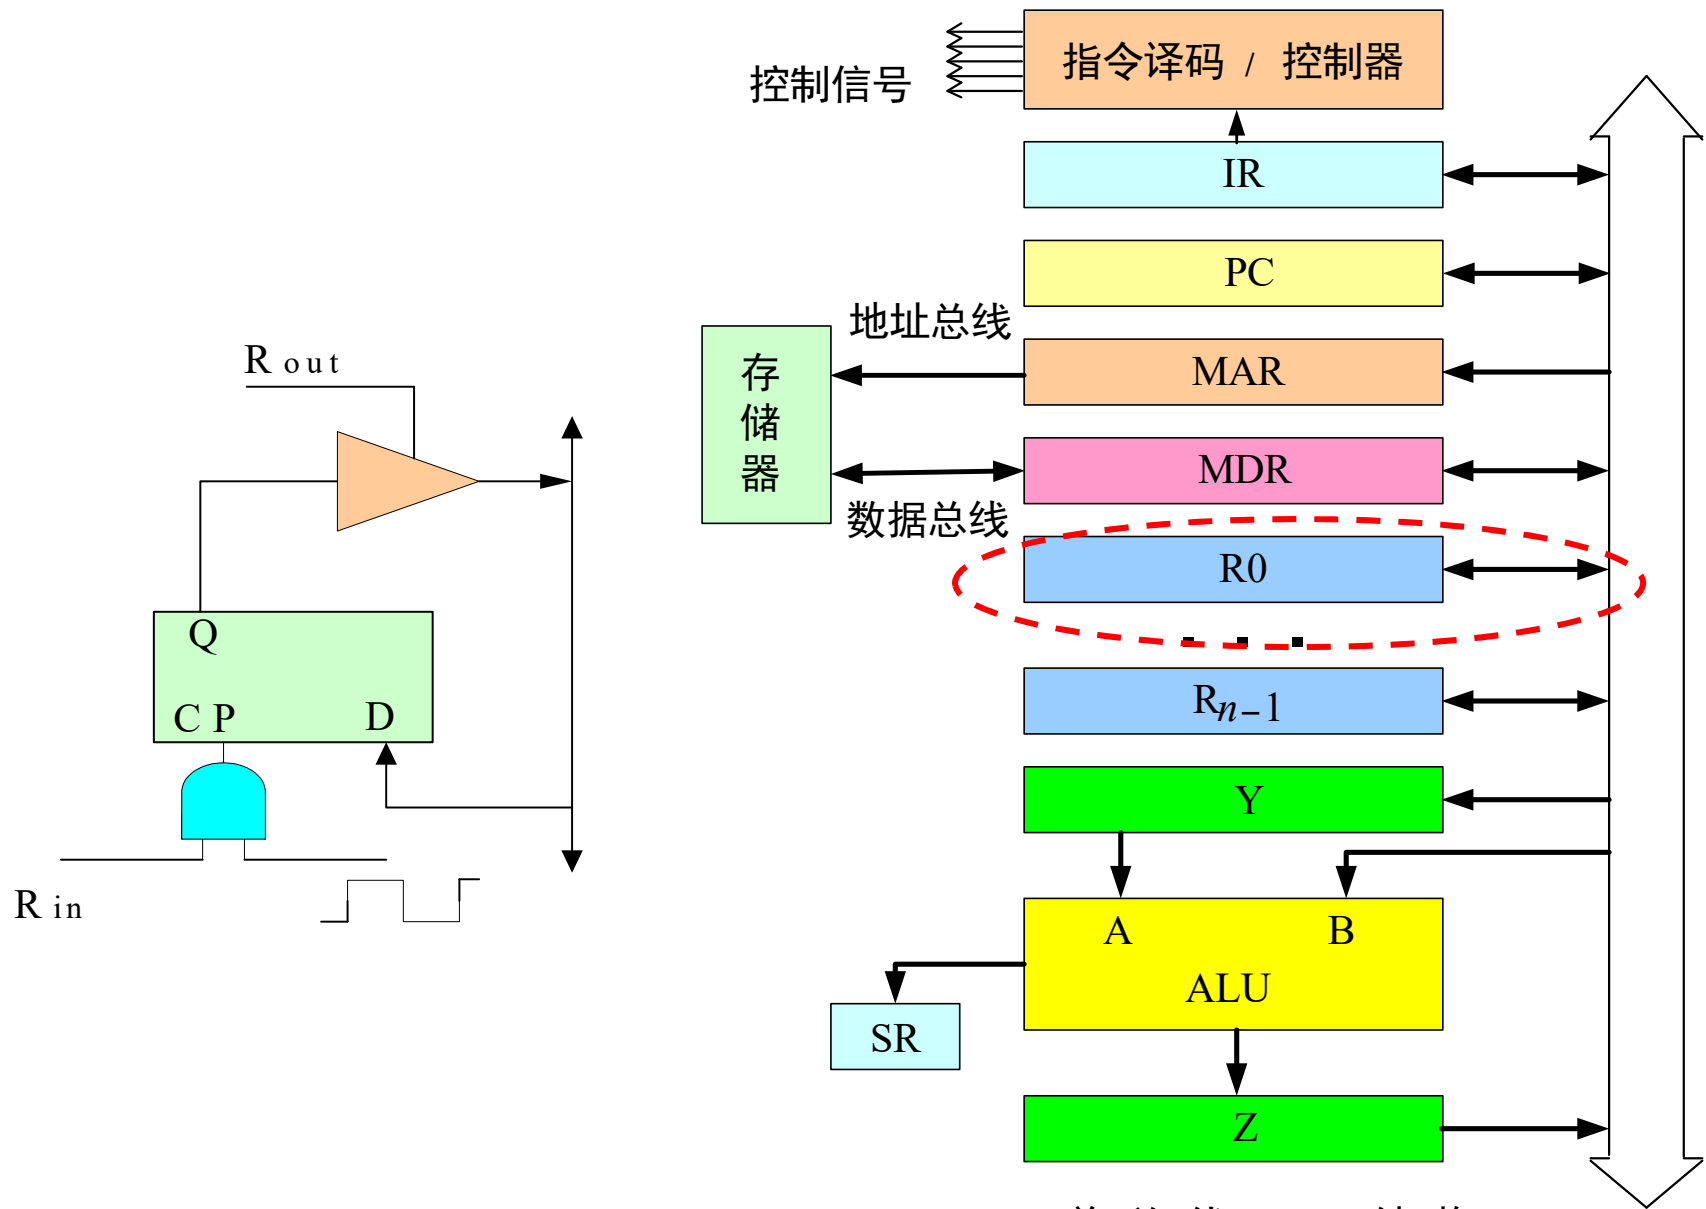 指令译码 / 控制器
控制信号
IR
PC
地址总线
MAR
存储器
MDR
数据总线
R0
. . .
Rn−1
Y
A B
ALU
SR
Z
R out
Q
C P D
R in